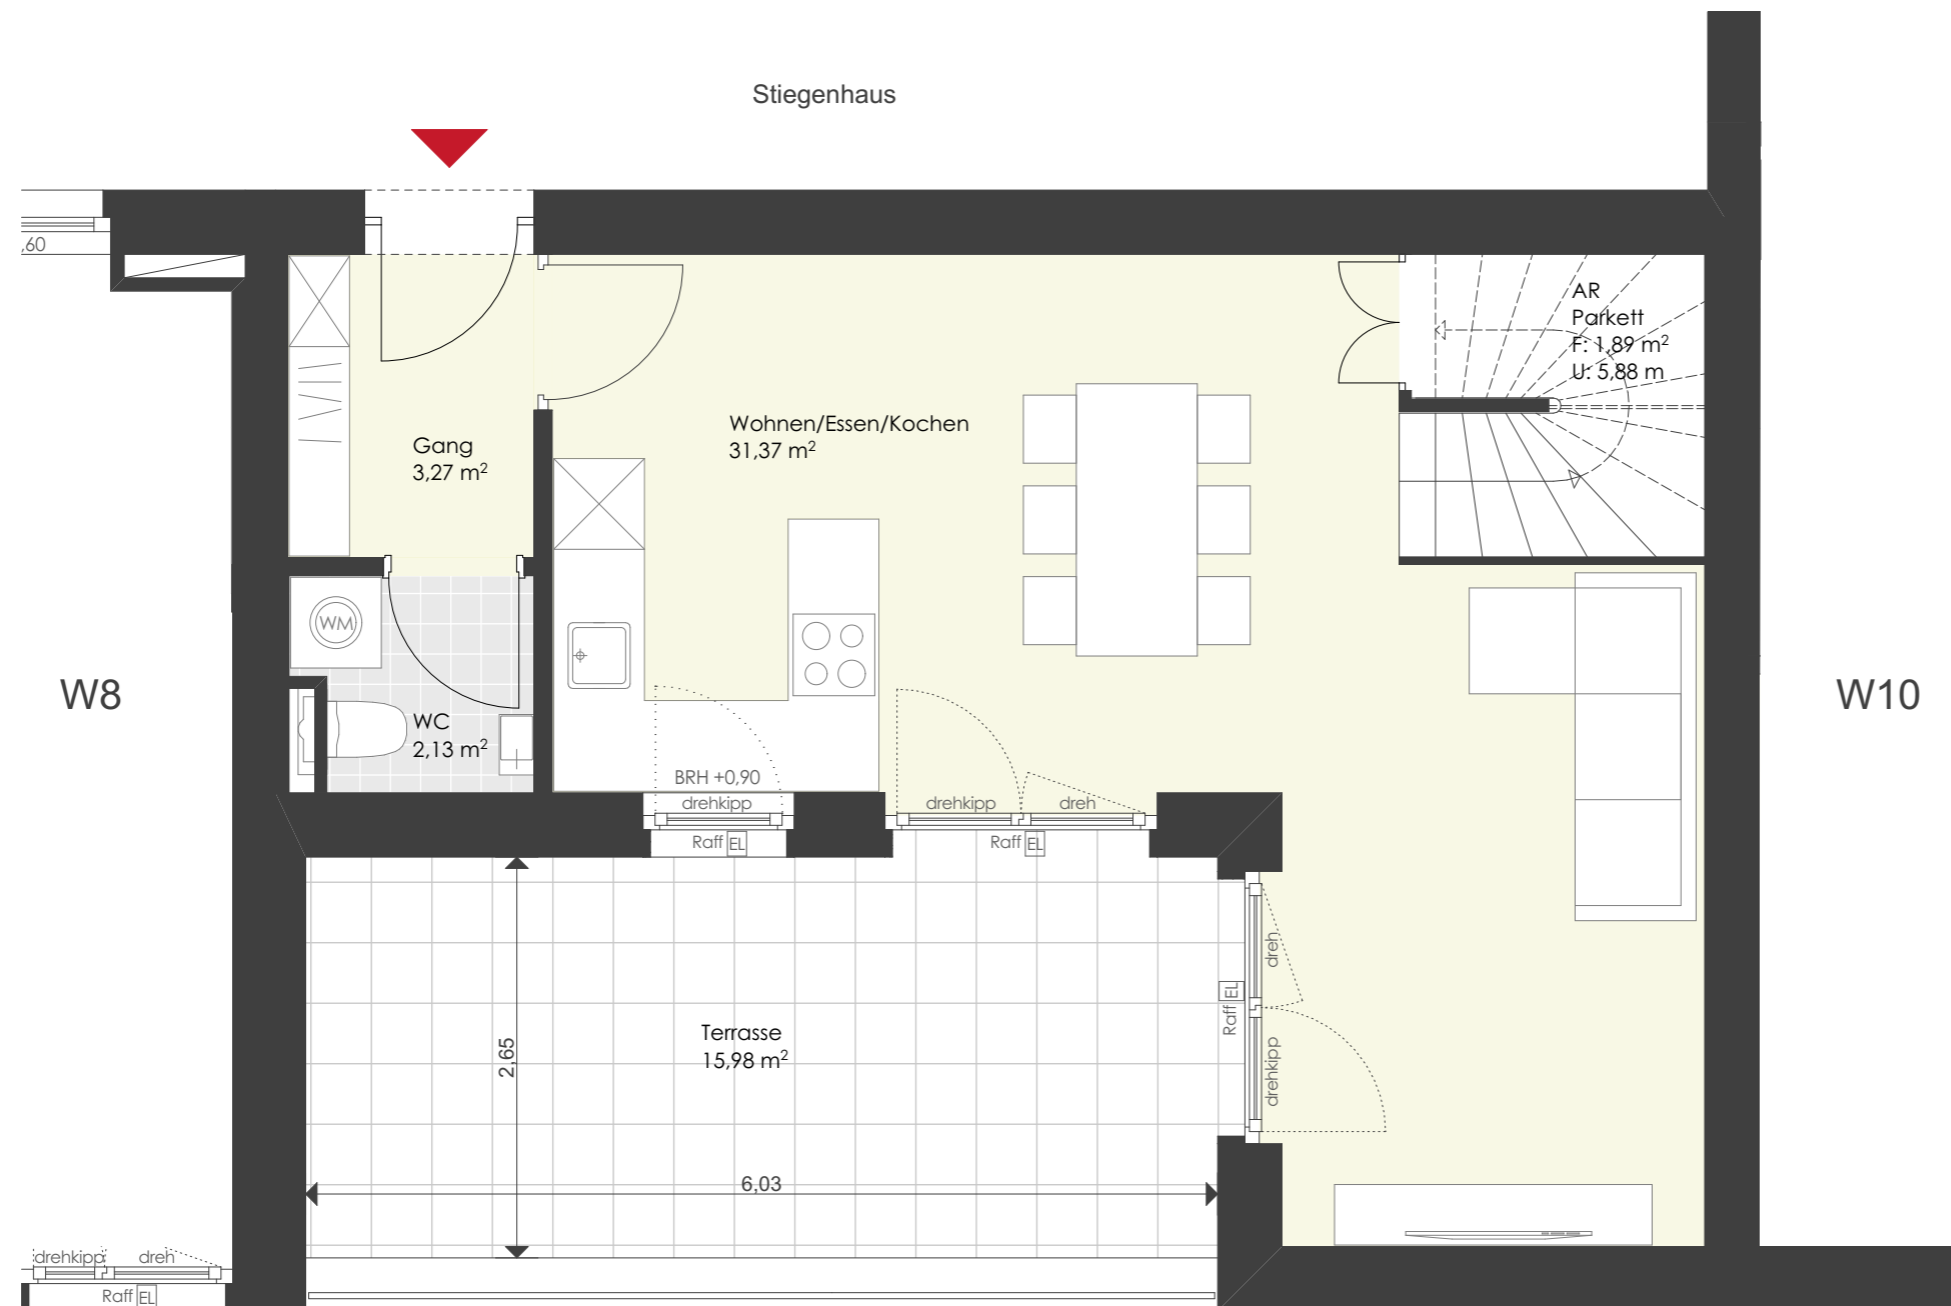 Stiegenhaus
,60
AR
Parkett
F: 1,89 m²
U: 5,88 m
Wohnen/Essen/Kochen
31,37 m²
Gang
3,27 m²
WM
W8
W10
WC
2,13 m²
BRH +0,90
drehkipp
drehkipp
dreh
Raff EL
Raff EL
dreh
Raff EL
drehkipp
Terrasse
15,98 m²
2,65
6,03
drehkipp
dreh
Raff EL